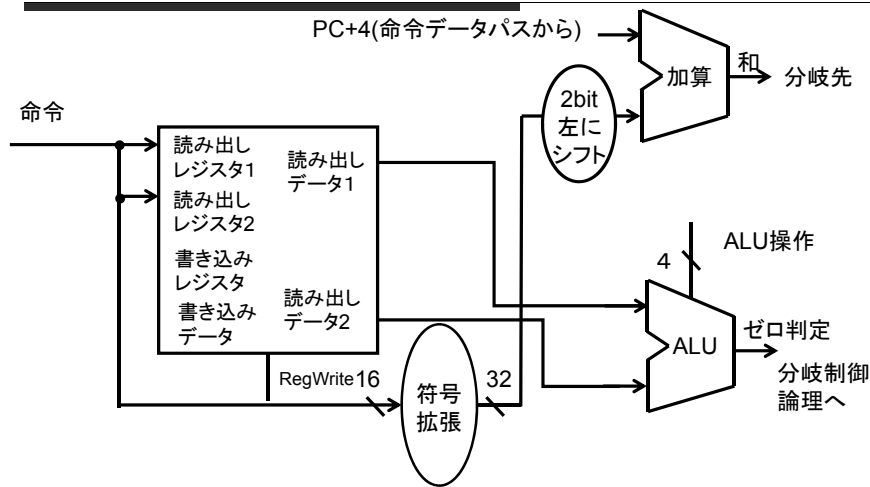 PC+4(命令データパスから)
加算
和
分岐先
2bit
左に
シフト
命令
読み出し
レジスタ1
読み出し
データ1
読み出し
レジスタ2
書き込み
レジスタ
書き込み
データ
読み出し
データ2
ALU操作
4
ALU
ゼロ判定
分岐制御
論理へ
RegWrite
16
符号
拡張
32